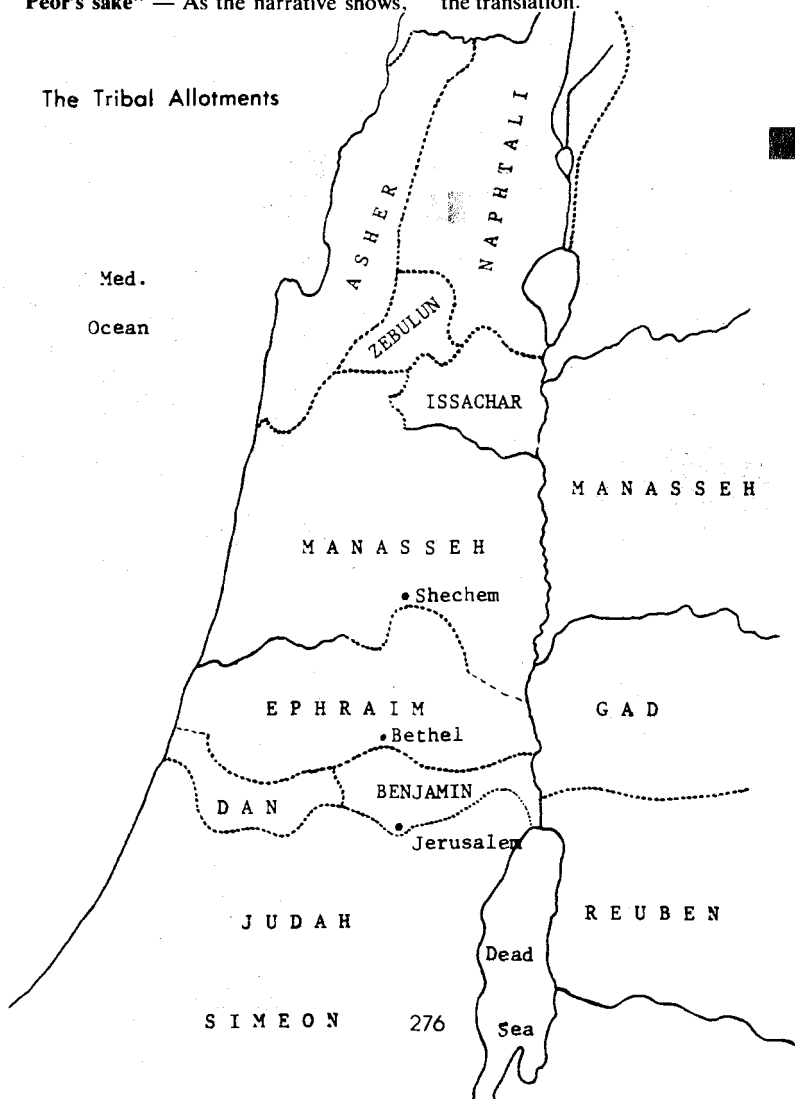 Peor's sake" — As the narrative shows, the translation.
The Tribal Allotments
NAPHTALI
ASHER
Med.
Ocean
ZEBULUN
ISSACHAR
MANASSEH
MANASSEH
Shechem
EPHRAIM
GAD
Bethel
BENJAMIN
DAN
Jerusalem
REUBEN
JUDAH
Dead
Sea
SIMEON
276